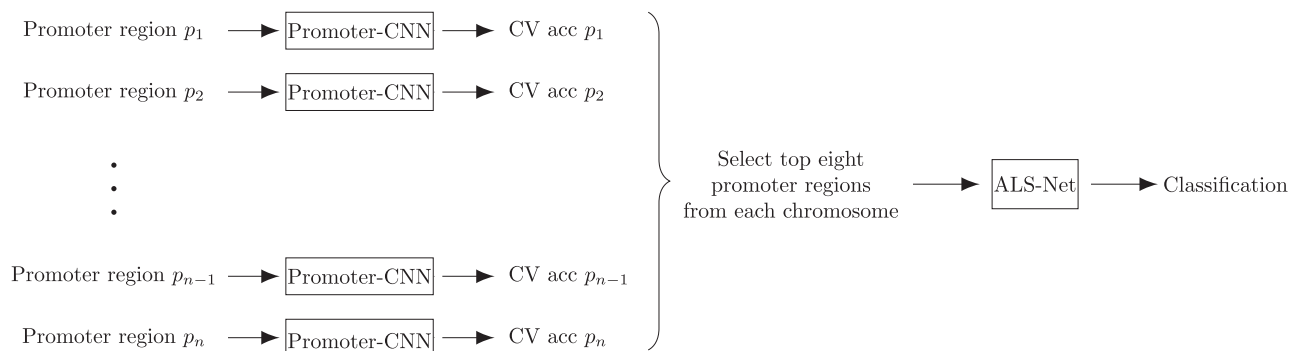 Promoter region p₁ Promoter-CNN CV acc p₁
Promoter region p₂ Promoter-CNN CV acc p₂
Select top eight
promoter regions
from each chromosome
ALS-Net
Classification
Promoter region pₙ₋₁ Promoter-CNN CV acc pₙ₋₁
Promoter region pₙ Promoter-CNN CV acc pₙ